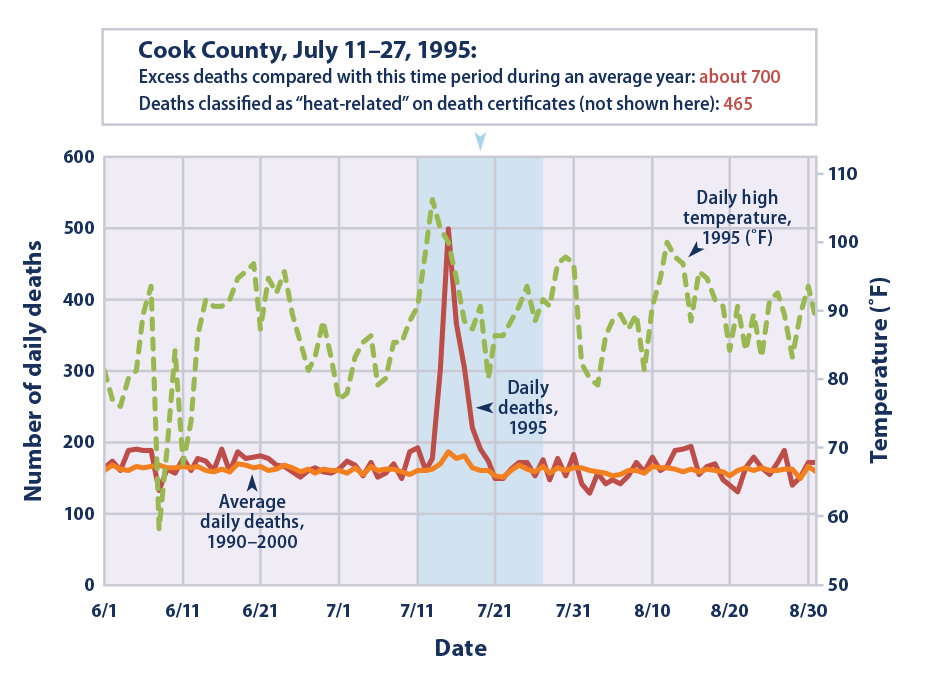 Cook County, July 11–27, 1995:
Excess deaths compared with this time period during an average year: about 700
Deaths classified as “heat-related” on death certificates (not shown here): 465
600
500
400
300
200
100
0
Number of daily deaths
110
100
90
80
70
60
50
Temperature (˚F)
Daily high
temperature,
1995 (˚F)
Daily
deaths,
1995
Average
daily deaths,
1990–2000
6/1
6/11
6/21
7/1
7/11
7/21
7/31
8/10
8/20
8/30
Date